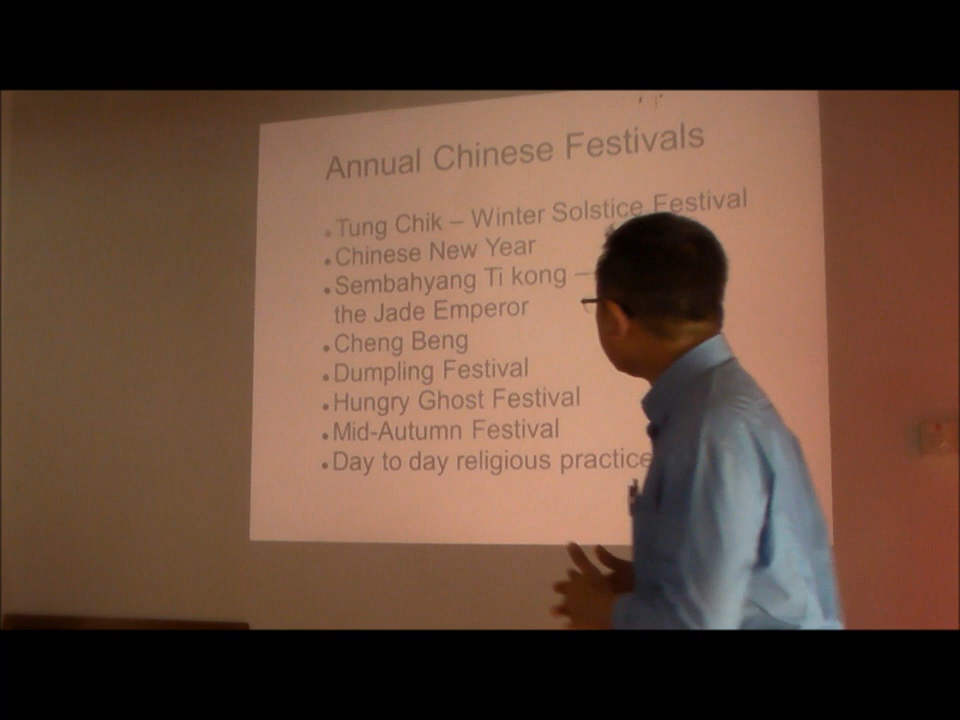 Annual Chinese Festivals
Tung Chik – Winter Solstice Festival
Chinese New Year
Sembahyang Ti kong –
the Jade Emperor
Cheng Beng
Dumpling Festival
Hungry Ghost Festival
Mid-Autumn Festival
Day to day religious practice